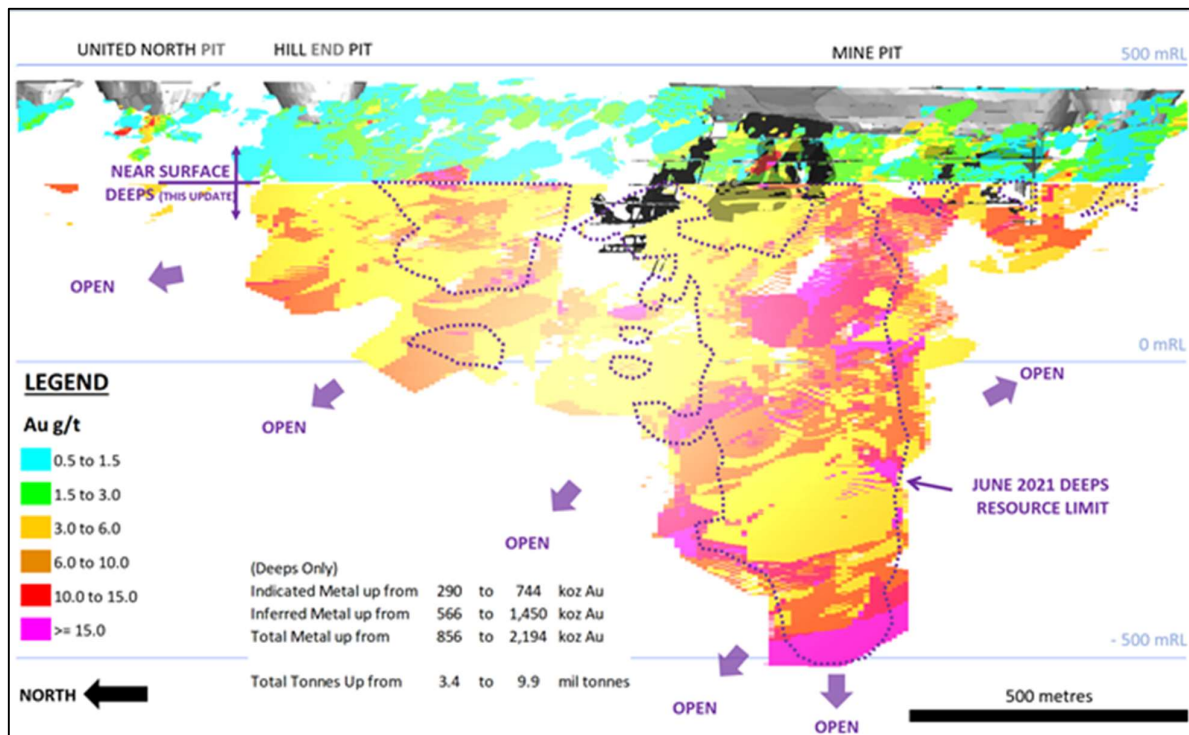 UNITED NORTH PIT
HILL END PIT
MINE PIT
500 mRL
NEAR SURFACE
DEEPS (THIS UPDATE)
OPEN
0 mRL
OPEN
OPEN
OPEN
JUNE 2021 DEEPS
RESOURCE LIMIT
LEGEND
Au g/t
0.5 to 1.5
1.5 to 3.0
3.0 to 6.0
6.0 to 10.0
10.0 to 15.0
>= 15.0
(Deeps Only)
Indicated Metal up from 290 to 744 koz Au
Inferred Metal up from 566 to 1,450 koz Au
Total Metal up from 856 to 2,194 koz Au
Total Tonnes Up from 3.4 to 9.9 mil tonnes
- 500 mRL
NORTH
OPEN
OPEN
500 metres